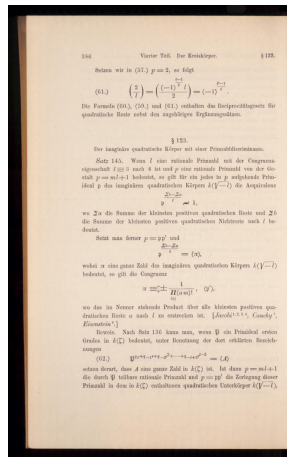 386 Vierter Teil. Der Kreiskörper. § 123.
Setzen wir in (57.) p = 2, so folgt
(61.) (2/l) = ((-1)^{(l-1)/2} l / 2) = (-1)^{(l²-1)/8}.
Die Formeln (60.), (59.) und (61.) enthalten das Reciprocitätsgesetz für
quadratische Reste nebst den zugehörigen Ergänzungssätzen.
§ 123.
Der imaginäre quadratische Körper mit einer Primzahldiscriminante.
Satz 145. Wenn l eine rationale Primzahl mit der Congruenz-
eigenschaft l ≡ 3 nach 4 ist und p eine rationale Primzahl von der Ge-
stalt p = ml+1 bedeutet, so gilt für ein jedes in p aufgehende Prim-
ideal 𝔭 des imaginären quadratischen Körpers k(√-l) die Aequivalenz
𝔭^{(Σb-Σa)/l} ∼ 1,
wo Σa die Summe der kleinsten positiven quadratischen Reste und Σb
die Summe der kleinsten positiven quadratischen Nichtreste nach l be-
deutet.
Setzt man ferner p = 𝔭𝔭′ und
𝔭^{(Σb-Σa)/l} = (π),
wobei π eine ganze Zahl des imaginären quadratischen Körpers k(√-l)
bedeutet, so gilt die Congruenz
π ≡ ± 1/Π(am)!, (𝔭′),
(a)
wo das im Nenner stehende Product über alle kleinsten positiven qua-
dratischen Reste a nach l zu erstrecken ist. [Jacobi, Cauchy, 
Eisenstein.]
Beweis. Nach Satz 136 kann man, wenn 𝔓 ein Primideal ersten
Grades in k(ζ) bedeutet, unter Benutzung der dort erklärten Bezeich-
nungen
(62.) = (A)
setzen derart, dass A eine ganze Zahl in k(ζ) ist. Ist dann p = ml+1
die durch 𝔓 teilbare rationale Primzahl und p = 𝔭𝔭′ die Zerlegung dieser
Primzahl in dem in k(ζ) enthaltenen quadratischen Unterkörper k(√-l),